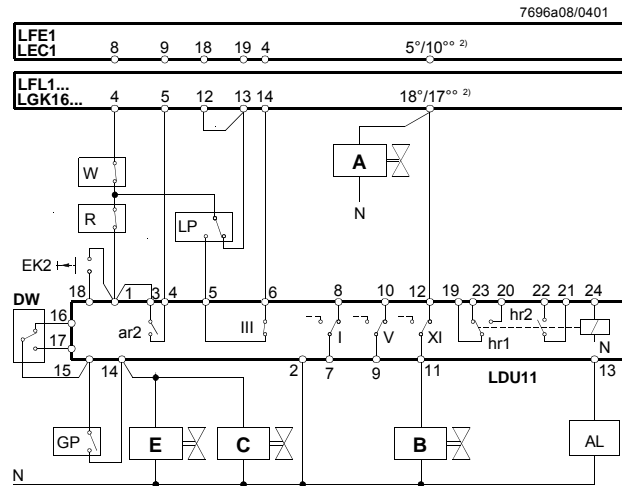 7696a08/0401
LFE1
LEC1
8 9 18 19 4 5°/10°° 2)
LFL1...
LGK16...
4 5 12 13 14 18°/17°° 2)
W
A
R
N
LP
EK2
DW
18 1 3 4 5 6 8 10 12 19 23 20 22 21 24
16
17
ar2 III I V XI hr1 hr2 N
15 14 2 7 9 11 LDU11 13
GP E C B AL
N